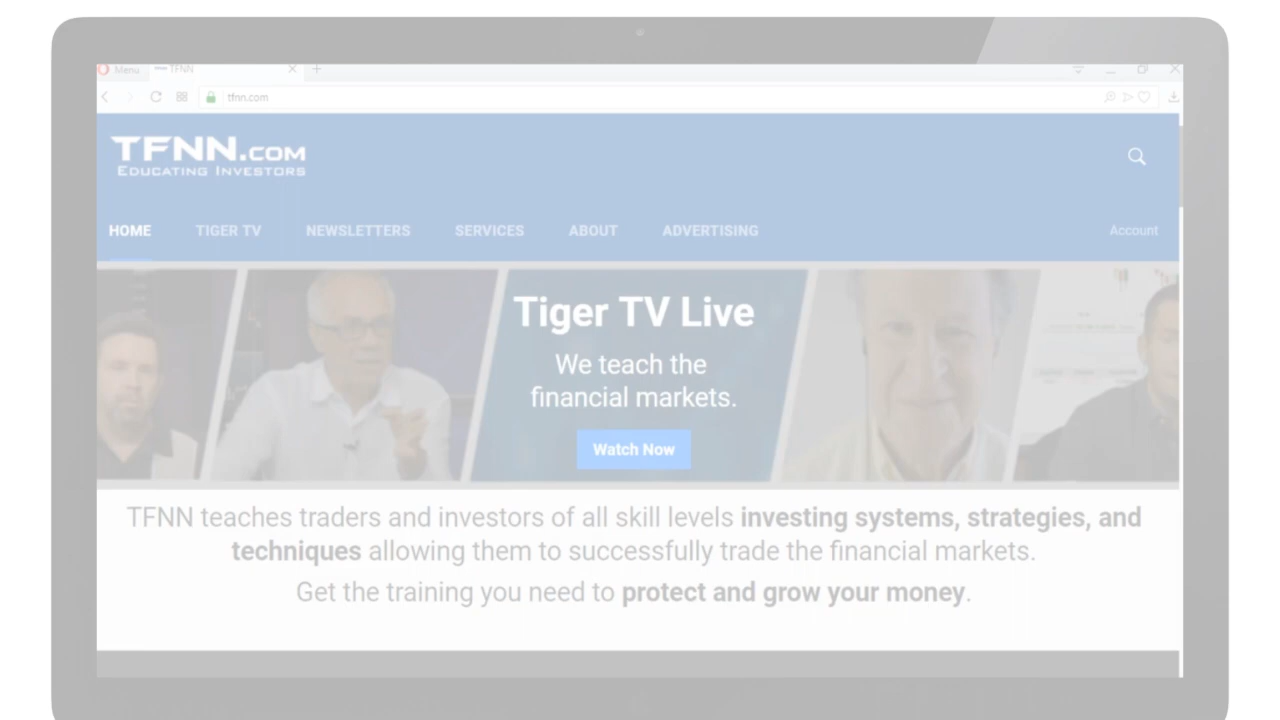 Menu
TFNN
tfnn.com
TFNN.COM
EDUCATING INVESTORS
HOME TIGER TV NEWSLETTERS SERVICES ABOUT ADVERTISING Account
Tiger TV Live
We teach the
financial markets.
Watch Now
TFNN teaches traders and investors of all skill levels investing systems, strategies, and
techniques allowing them to successfully trade the financial markets.
Get the training you need to protect and grow your money.